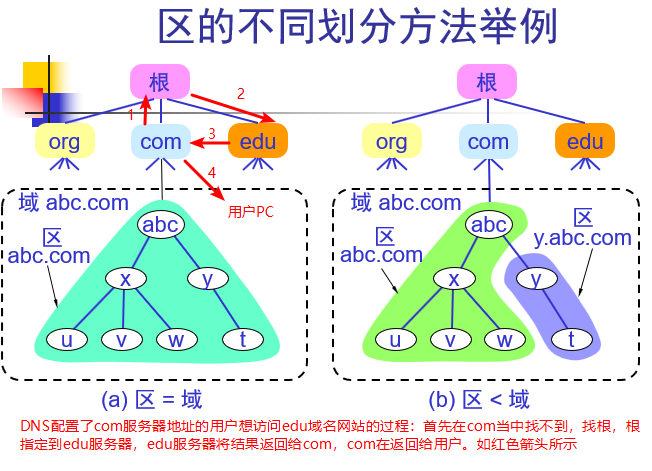 区的不同划分方法举例
根
2
1
org
com
3
edu
4
用户PC
域 abc.com
区
abc.com
abc
x
y
u
v
w
t
(a) 区 = 域
根
org
com
edu
域 abc.com
区
abc.com
区
y.abc.com
abc
x
y
u
v
w
t
(b) 区 < 域
DNS配置了com服务器地址的用户想访问edu域名网站的过程：首先在com当中找不到，找根，根
指定到edu服务器，edu服务器将结果返回给com，com在返回给用户。如红色箭头所示